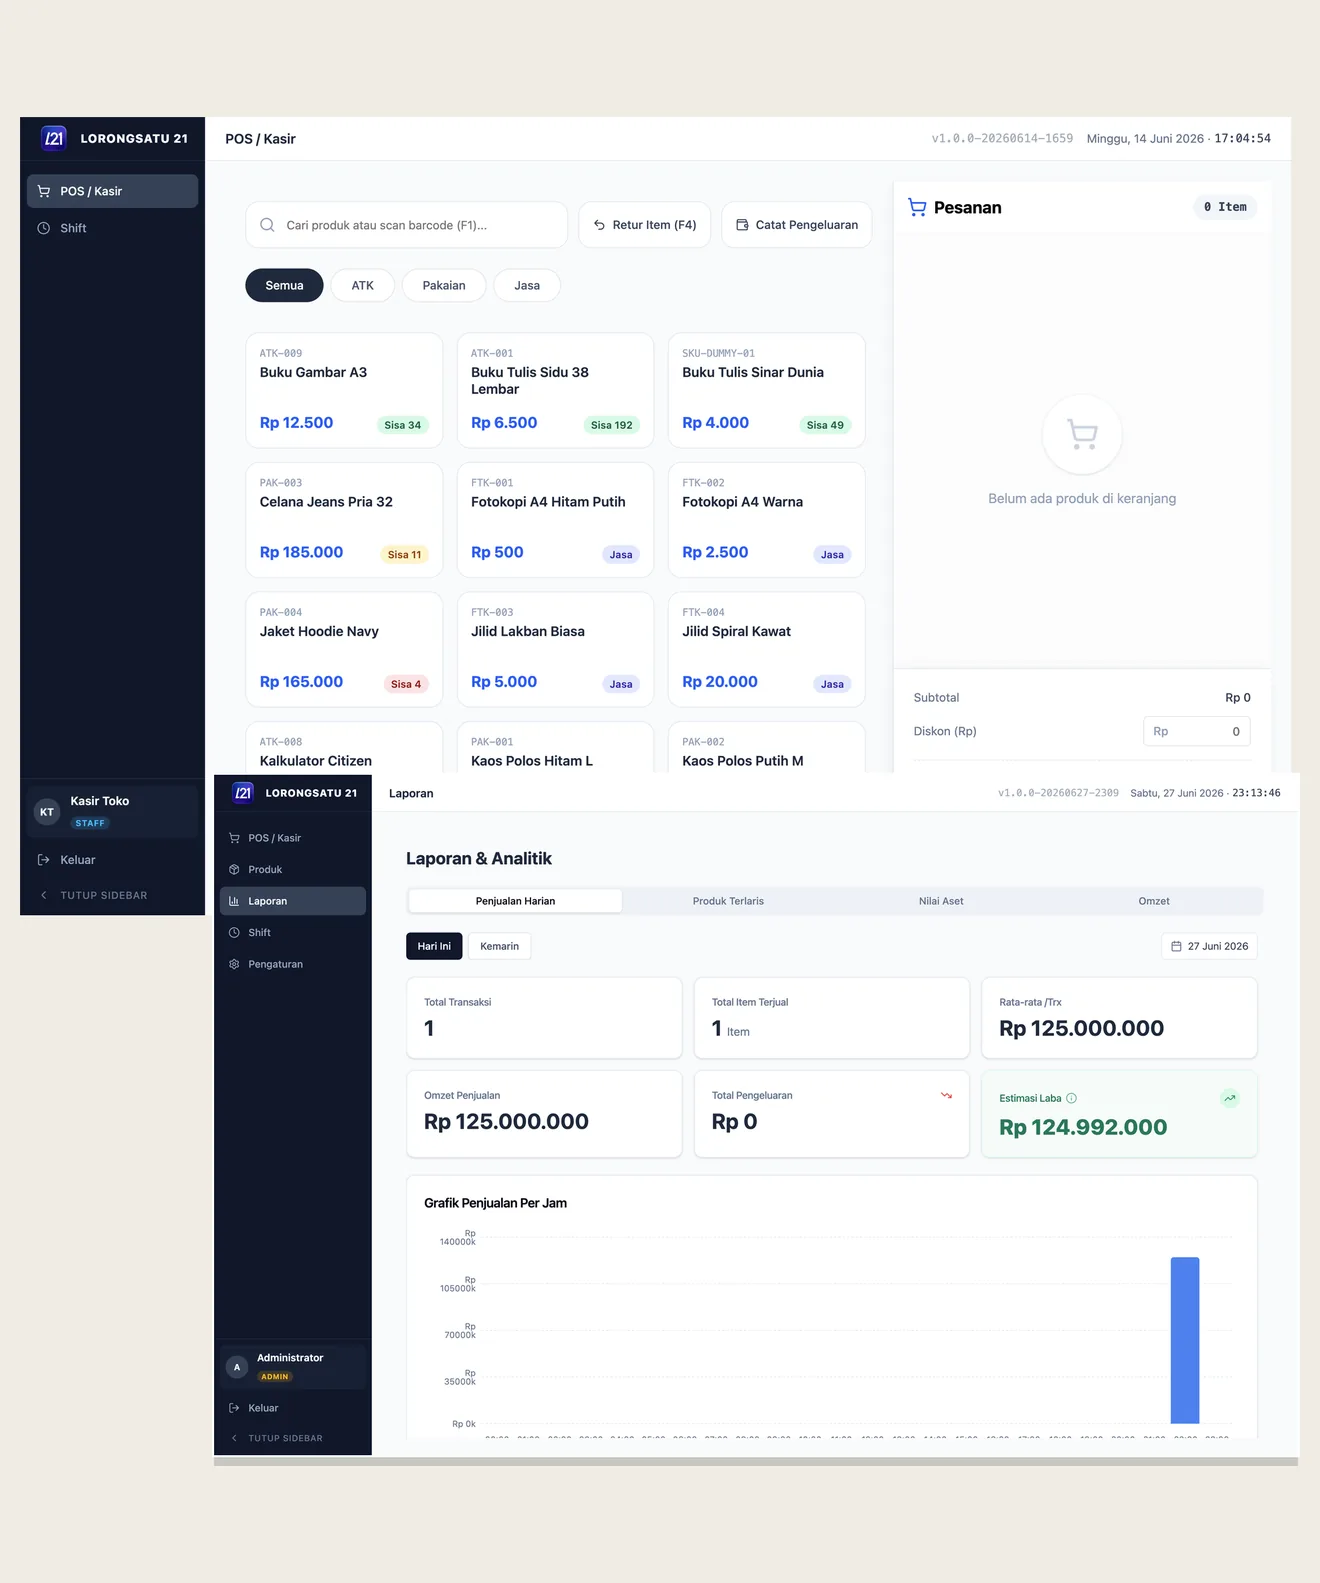 L21 LORONGSATU 21
POS / Kasir
v1.0.0-20260614-1659 Minggu, 14 Juni 2026 · 17:04:54
POS / Kasir
Shift
Cari produk atau scan barcode (F1)...
Retur Item (F4)
Catat Pengeluaran
Semua
ATK
Pakaian
Jasa
ATK-009
Buku Gambar A3
Rp 12.500
Sisa 34
ATK-001
Buku Tulis Sidu 38
Lembar
Rp 6.500
Sisa 192
SKU-DUMMY-01
Buku Tulis Sinar Dunia
Rp 4.000
Sisa 49
PAK-003
Celana Jeans Pria 32
Rp 185.000
Sisa 11
FTK-001
Fotokopi A4 Hitam Putih
Rp 500
Jasa
FTK-002
Fotokopi A4 Warna
Rp 2.500
Jasa
PAK-004
Jaket Hoodie Navy
Rp 165.000
Sisa 4
FTK-003
Jilid Lakban Biasa
Rp 5.000
Jasa
FTK-004
Jilid Spiral Kawat
Rp 20.000
Jasa
ATK-008
Kalkulator Citizen
PAK-001
Kaos Polos Hitam L
PAK-002
Kaos Polos Putih M
Pesanan
0 Item
Belum ada produk di keranjang
Subtotal
Rp 0
Diskon (Rp)
Rp 0
KT
Kasir Toko
STAFF
Keluar
TUTUP SIDEBAR
L21 LORONGSATU 21
Laporan
v1.0.0-20260627-2309 Sabtu, 27 Juni 2026 · 23:13:46
POS / Kasir
Produk
Laporan
Shift
Pengaturan
Laporan & Analitik
Penjualan Harian
Produk Terlaris
Nilai Aset
Omzet
Hari Ini
Kemarin
27 Juni 2026
Total Transaksi
1
Total Item Terjual
1 Item
Rata-rata /Trx
Rp 125.000.000
Omzet Penjualan
Rp 125.000.000
Total Pengeluaran
Rp 0
Estimasi Laba
Rp 124.992.000
Grafik Penjualan Per Jam
Rp
140000k
Rp
105000k
Rp
70000k
Rp
35000k
Rp 0k
A
Administrator
ADMIN
Keluar
TUTUP SIDEBAR